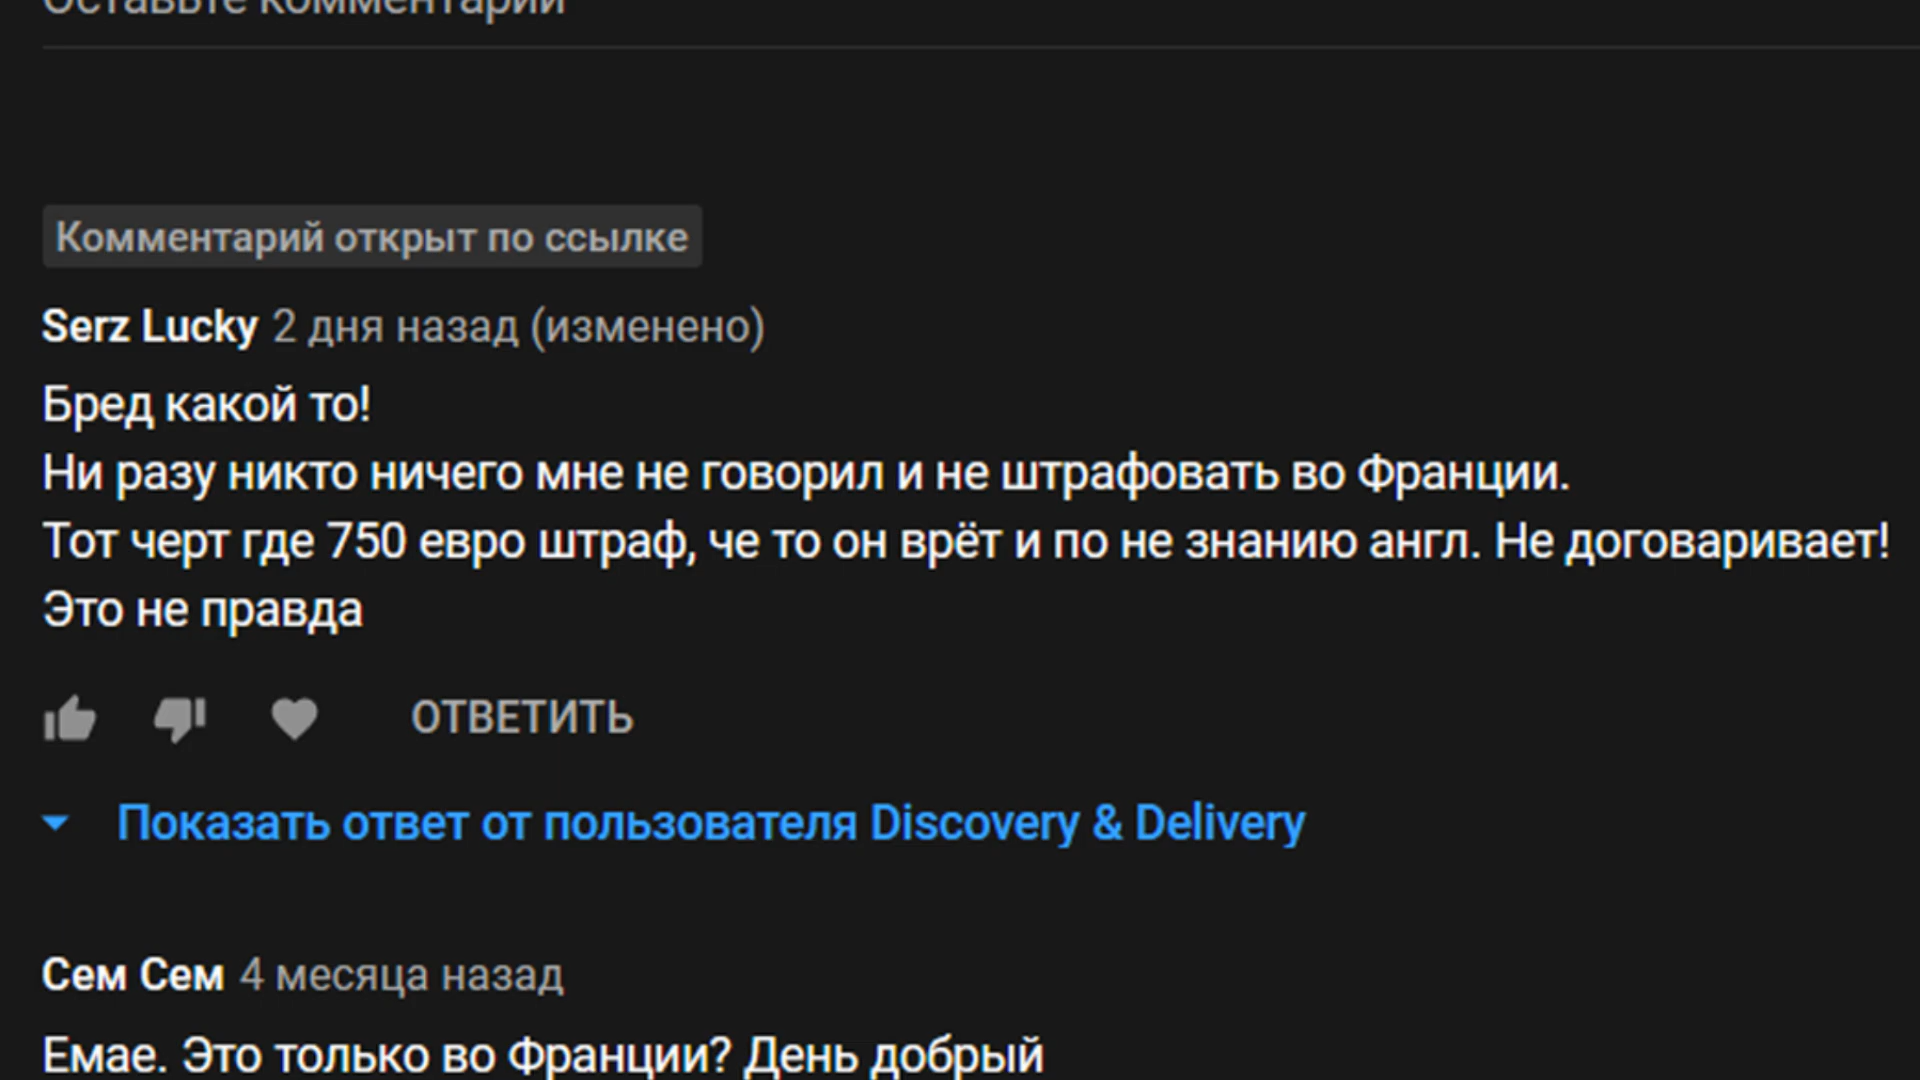 Оставьте комментарий
Комментарий открыт по ссылке
Serz Lucky 2 дня назад (изменено)
Бред какой то!
Ни разу никто ничего мне не говорил и не штрафовать во Франции.
Тот черт где 750 евро штраф, че то он врёт и по не знанию англ. Не договаривает!
Это не правда
ОТВЕТИТЬ
Показать ответ от пользователя Discovery & Delivery
Сем Сем 4 месяца назад
Емае. Это только во Франции? День добрый